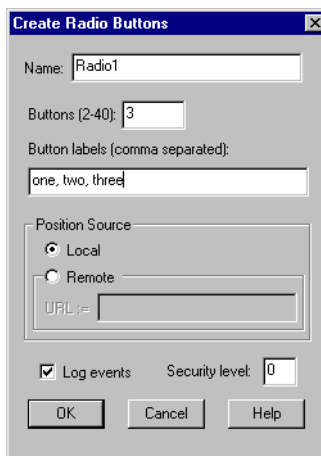 Create Radio Buttons
Name: Radio1
Buttons (2-40): 3
Button labels (comma separated):
one, two, three
Position Source
Local
Remote
URL :=
Log events Security level: 0
OK Cancel Help